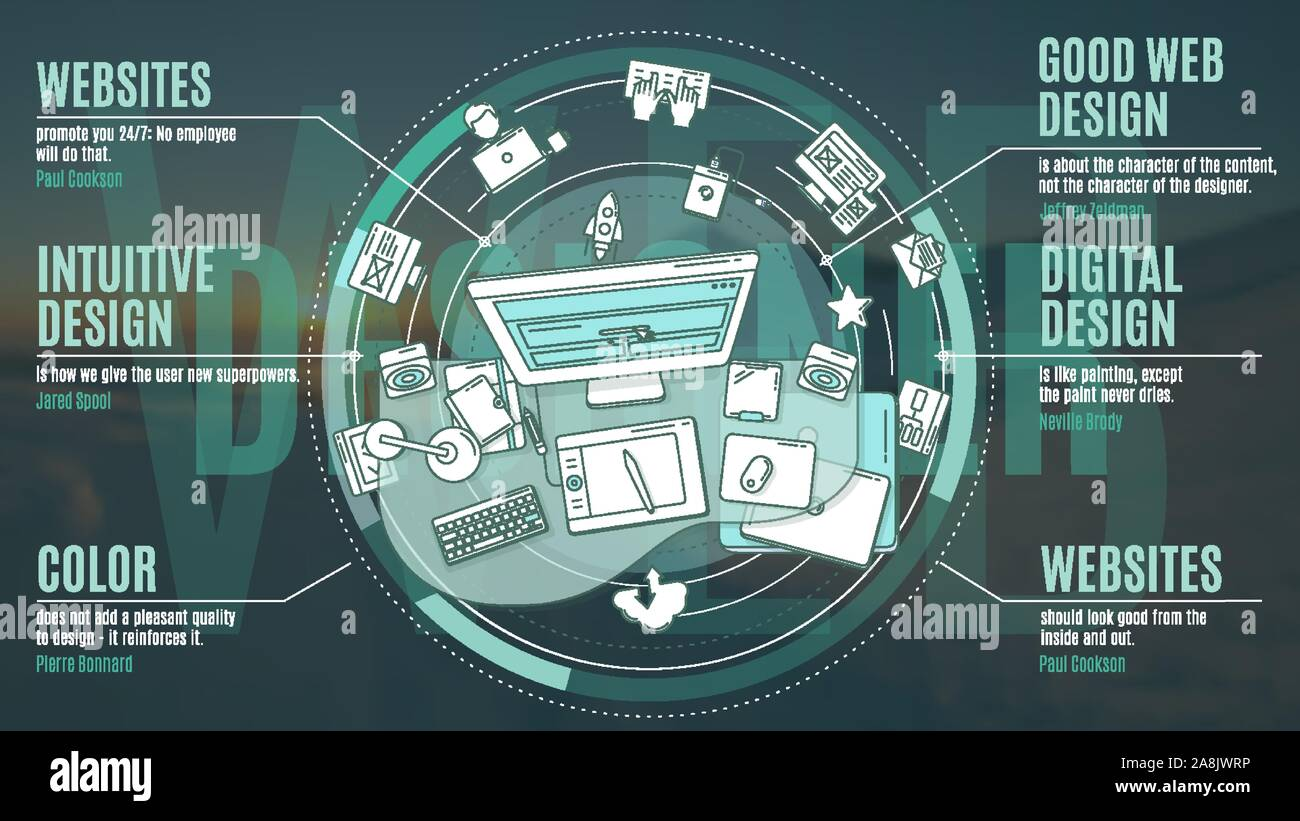 WEBSITES
promote you 24/7: No employee
will do that.
Paul Cookson
INTUITIVE
DESIGN
is how we give the user new superpowers.
Jared Spool
COLOR
does not add a pleasant quality
to design - it reinforces it.
Pierre Bonnard
GOOD WEB
DESIGN
is about the character of the content,
not the character of the designer.
Jeffrey Zeldman
DIGITAL
DESIGN
is like painting, except
the paint never dries.
Neville Brody
WEBSITES
should look good from the
inside and out.
Paul Cookson
WEB
DESIGNER
alamy
alamy
alamy
a
a
a
a
a
a
a
a
alamy
Image ID: 2A8JWRP
www.alamy.com